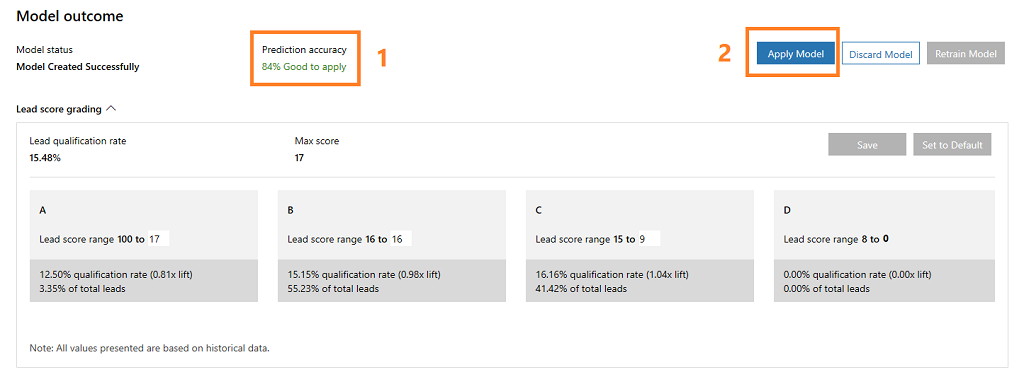 Model outcome
Model status
Model Created Successfully
Prediction accuracy
84% Good to apply
1
2
Apply Model
Discard Model
Retrain Model
Lead score grading
Lead qualification rate
15.48%
Max score
17
Save
Set to Default
A
Lead score range 100 to 17
12.50% qualification rate (0.81x lift)
3.35% of total leads
B
Lead score range 16 to 16
15.15% qualification rate (0.98x lift)
55.23% of total leads
C
Lead score range 15 to 9
16.16% qualification rate (1.04x lift)
41.42% of total leads
D
Lead score range 8 to 0
0.00% qualification rate (0.00x lift)
0.00% of total leads
Note: All values presented are based on historical data.